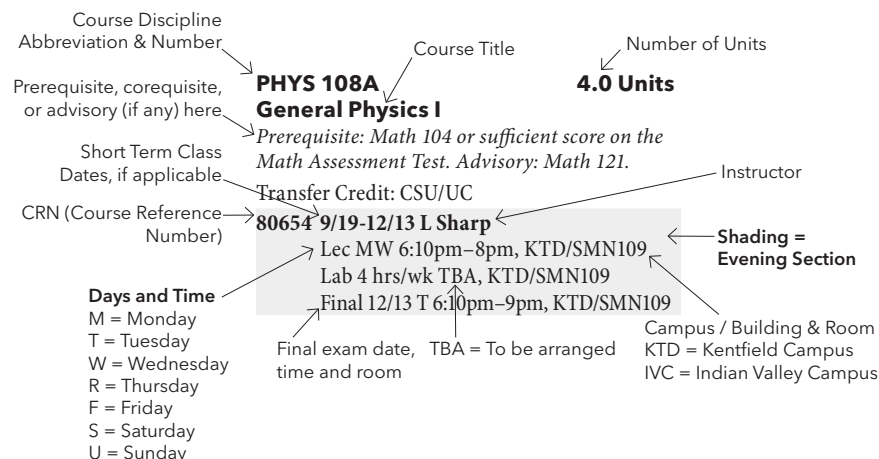 Course Discipline
Abbreviation & Number
Course Title
Number of Units
PHYS 108A
4.0 Units
General Physics I
Prerequisite, corequisite,
or advisory (if any) here
Prerequisite: Math 104 or sufficient score on the
Math Assessment Test. Advisory: Math 121.
Short Term Class
Dates, if applicable
Transfer Credit: CSU/UC
Instructor
CRN (Course Reference
Number)
80654 9/19-12/13 L Sharp
Lec MW 6:10pm–8pm, KTD/SMN109
Lab 4 hrs/wk TBA, KTD/SMN109
Final 12/13 T 6:10pm–9pm, KTD/SMN109
Shading =
Evening Section
Days and Time
M = Monday
T = Tuesday
W = Wednesday
R = Thursday
F = Friday
S = Saturday
U = Sunday
Final exam date,
time and room
TBA = To be arranged
Campus / Building & Room
KTD = Kentfield Campus
IVC = Indian Valley Campus